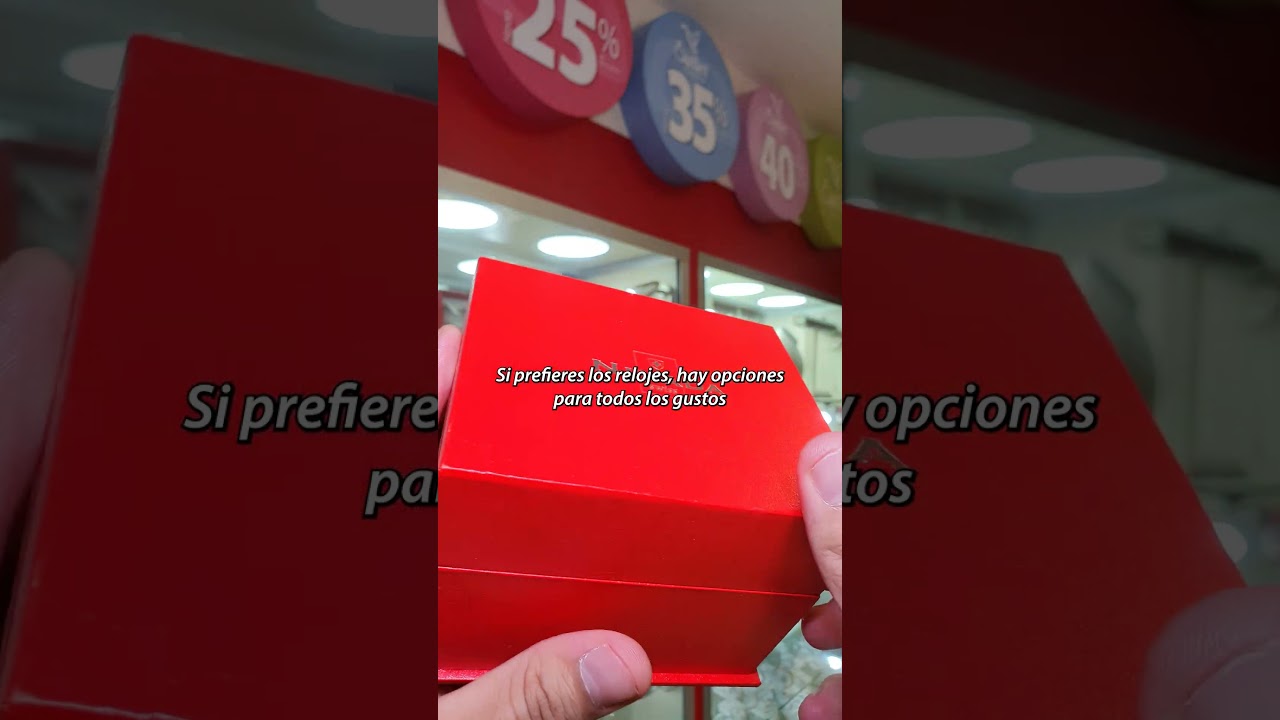 25%
35
40
Si prefieres los relojes, hay opciones
para todos los gustos